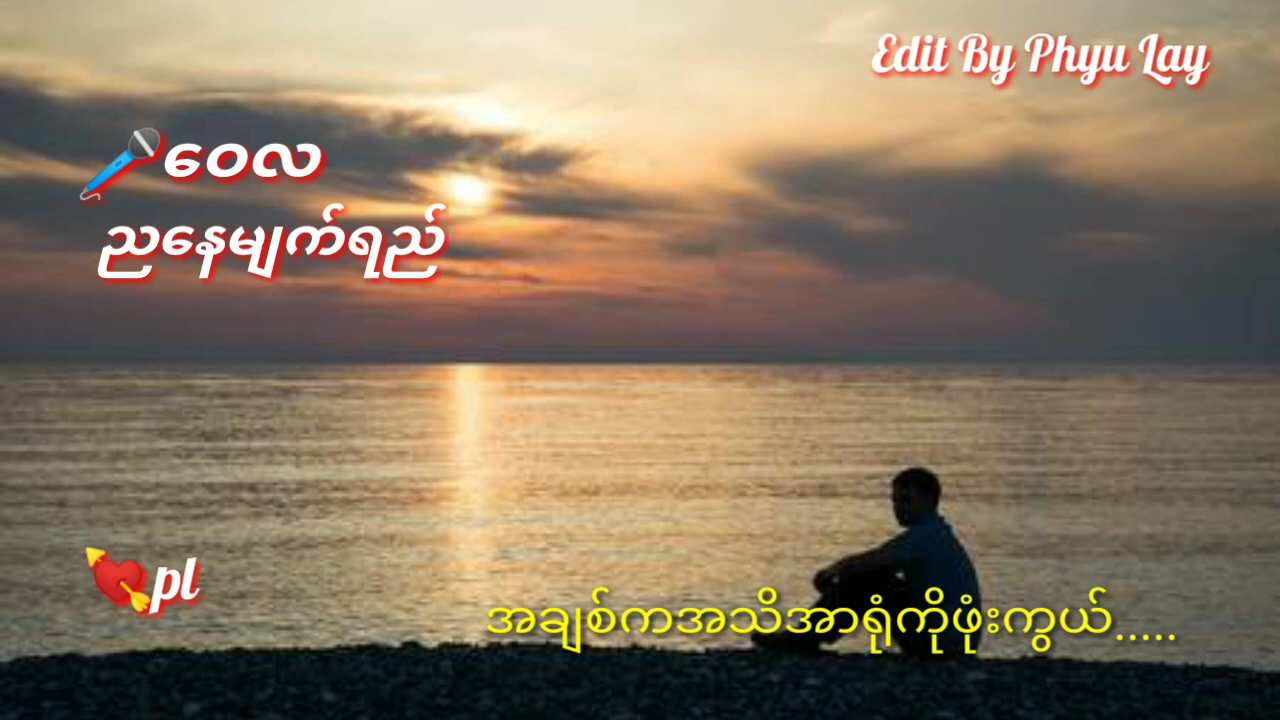 Edit By Phyu Lay
🎤ဝေလ
ညနေမျက်ရည်
💘pl
အချစ်ကအသိအာရုံကိုဖုံးကွယ်.....